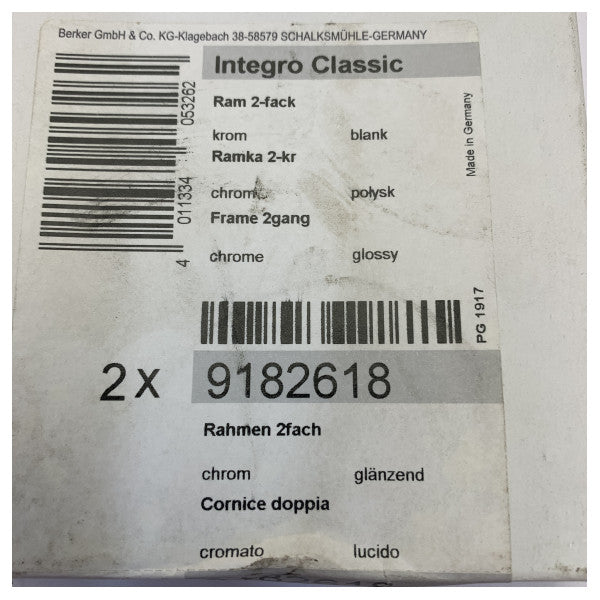 Berker GmbH & Co. KG-Klagebach 38-58579 SCHALKSMÜHLE-GERMANY
Integro Classic
4 011334 053262
Ram 2-fack
krom blank
Ramka 2-kr
chrom połysk
Frame 2gang
chrome glossy
Made in Germany
PG 1917
2 x 9182618
Rahmen 2fach
chrom glänzend
Cornice doppia
cromato lucido